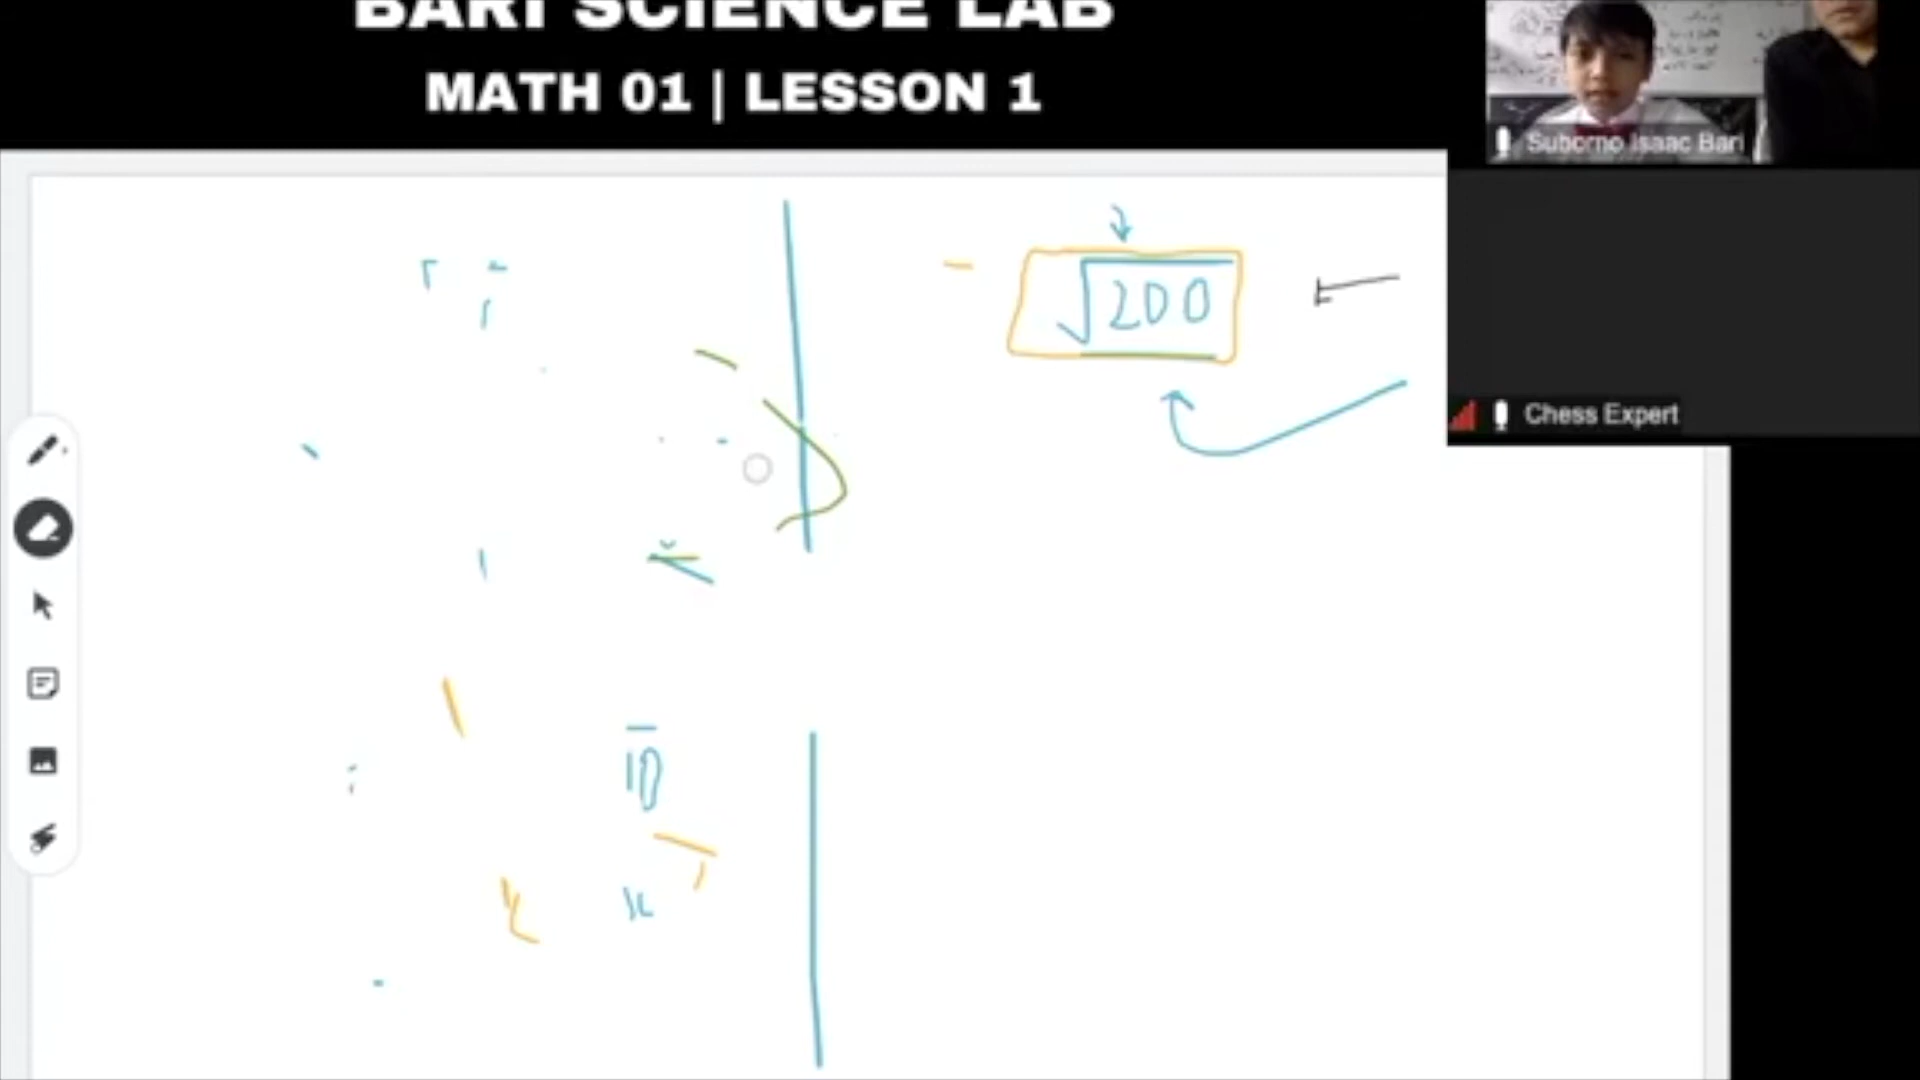 BARI SCIENCE LAB
MATH 01 | LESSON 1
Suborno Isaac Bari
√200
Chess Expert
10